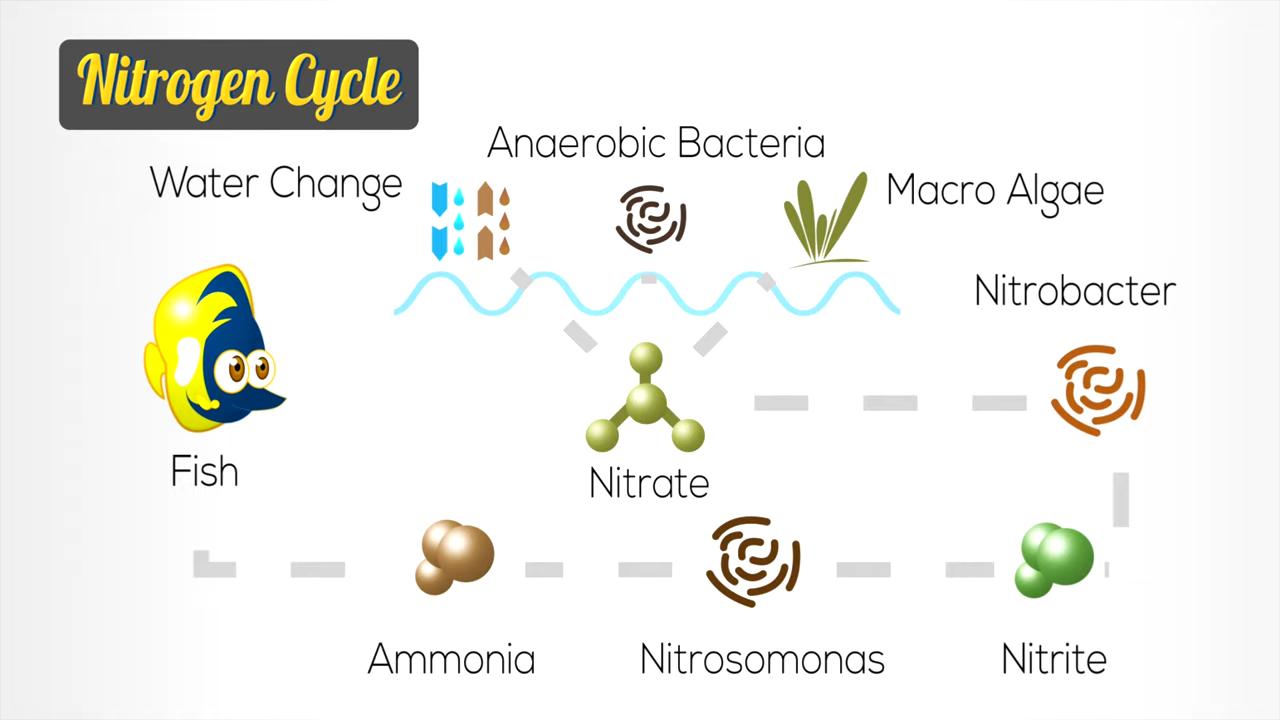 Nitrogen Cycle
Anaerobic Bacteria
Water Change
Macro Algae
Nitrobacter
Fish
Nitrate
Ammonia
Nitrosomonas
Nitrite